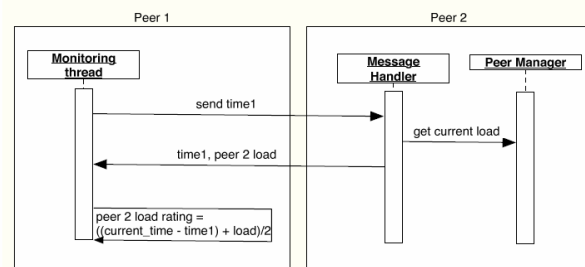 Peer 1
Peer 2
Monitoring
thread
Message
Handler
Peer Manager
send time1
get current load
time1, peer 2 load
peer 2 load rating =
((current_time - time1) + load)/2